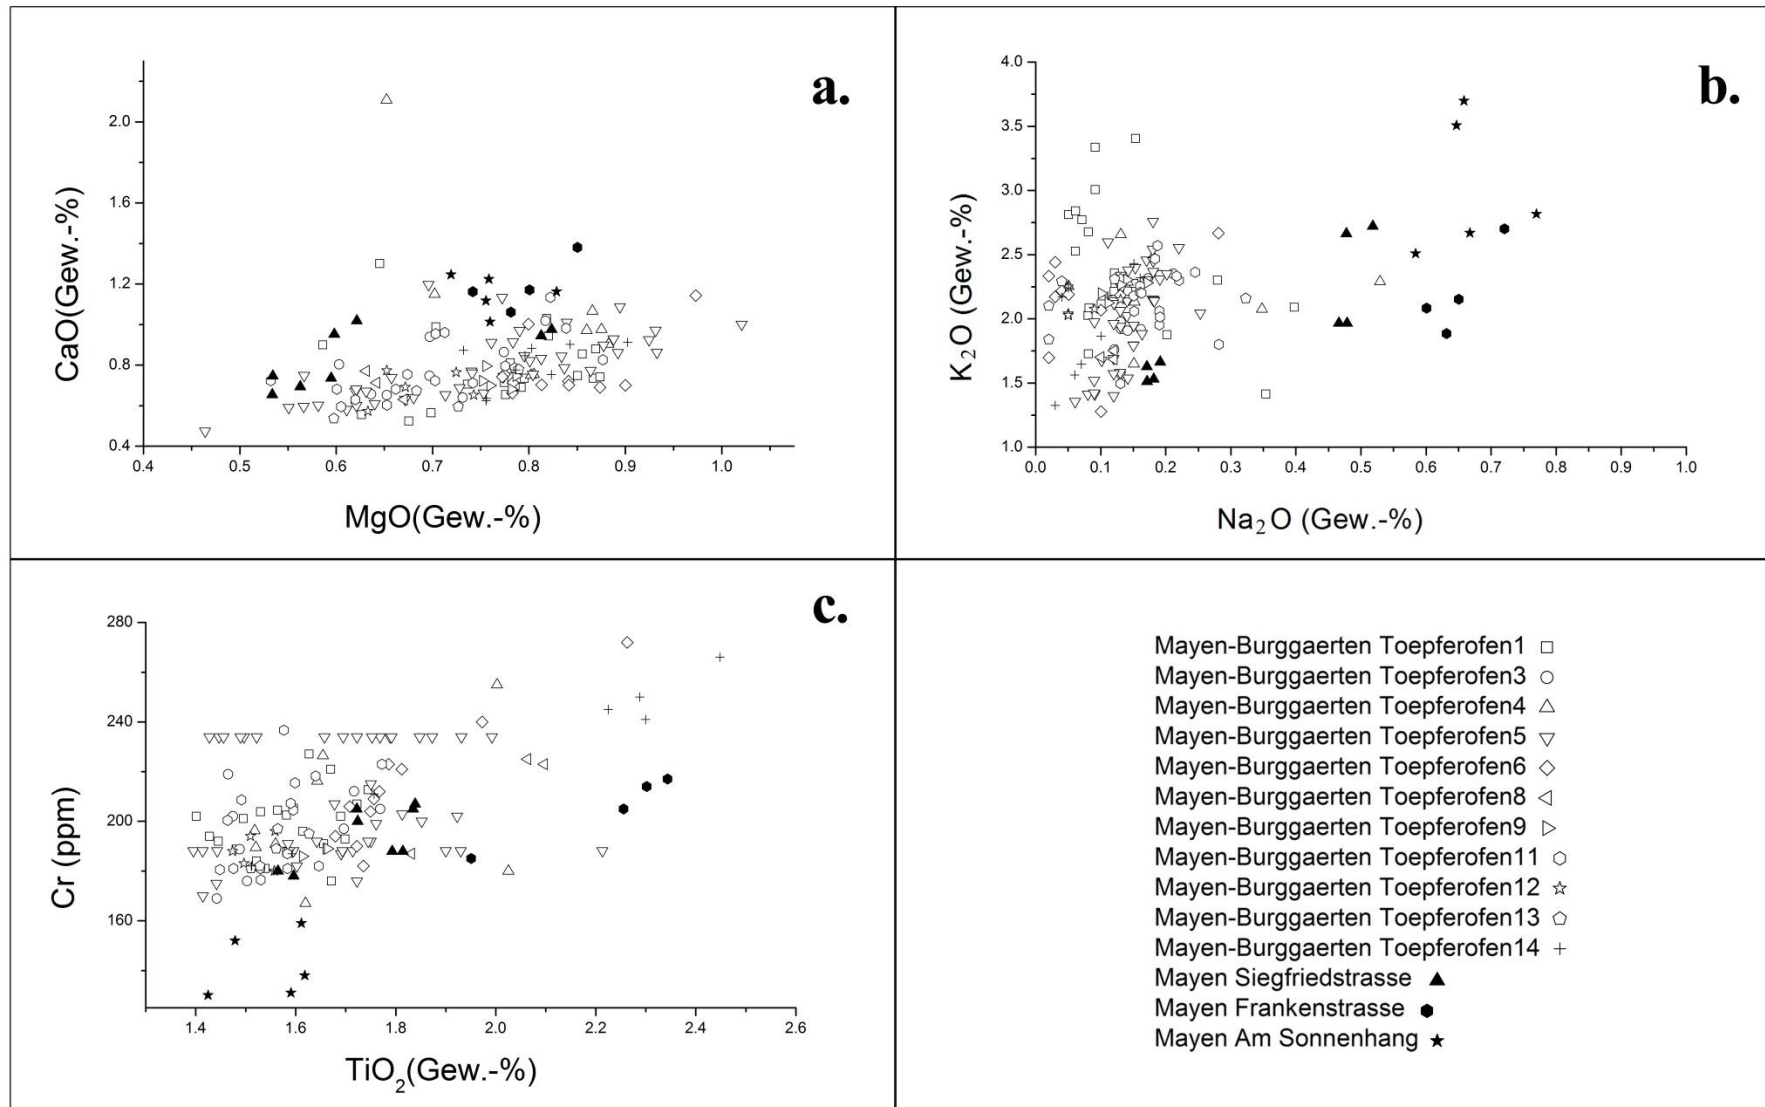 a.
2.0
1.6
1.2
0.8
0.4
CaO(Gew.-%)
0.4 0.5 0.6 0.7 0.8 0.9 1.0
MgO(Gew.-%)
b.
4.0
3.5
3.0
2.5
2.0
1.5
1.0
K₂O (Gew.-%)
0.0 0.1 0.2 0.3 0.4 0.5 0.6 0.7 0.8 0.9 1.0
Na₂O (Gew.-%)
c.
280
240
200
160
Cr (ppm)
1.4 1.6 1.8 2.0 2.2 2.4 2.6
TiO₂(Gew.-%)
Mayen-Burggaerten Toepferofen1
Mayen-Burggaerten Toepferofen3
Mayen-Burggaerten Toepferofen4
Mayen-Burggaerten Toepferofen5
Mayen-Burggaerten Toepferofen6
Mayen-Burggaerten Toepferofen8
Mayen-Burggaerten Toepferofen9
Mayen-Burggaerten Toepferofen11
Mayen-Burggaerten Toepferofen12
Mayen-Burggaerten Toepferofen13
Mayen-Burggaerten Toepferofen14
Mayen Siegfriedstrasse
Mayen Frankenstrasse
Mayen Am Sonnenhang